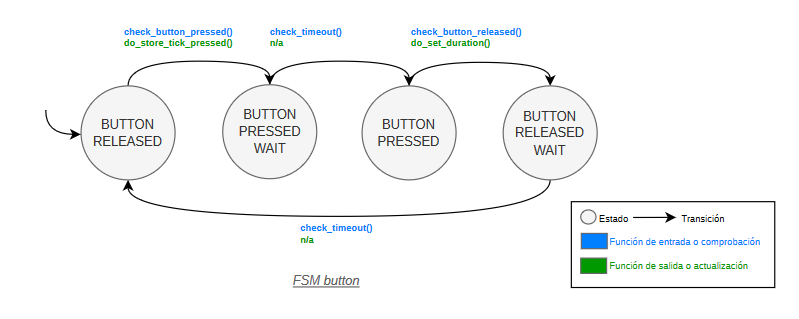 check_button_pressed()
do_store_tick_pressed()
check_timeout()
n/a
check_button_released()
do_set_duration()
BUTTON
RELEASED
BUTTON
PRESSED
WAIT
BUTTON
PRESSED
BUTTON
RELEASED
WAIT
check_timeout()
n/a
FSM button
Estado
Transición
Función de entrada o comprobación
Función de salida o actualización